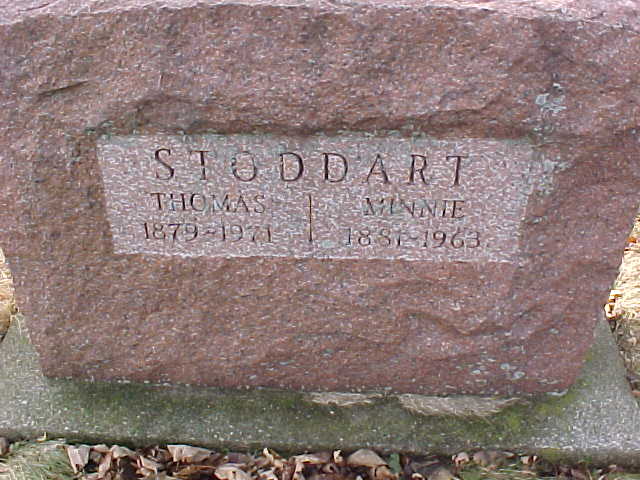 STODDART
THOMAS | MINNIE
1879-1971 | 1881-1963